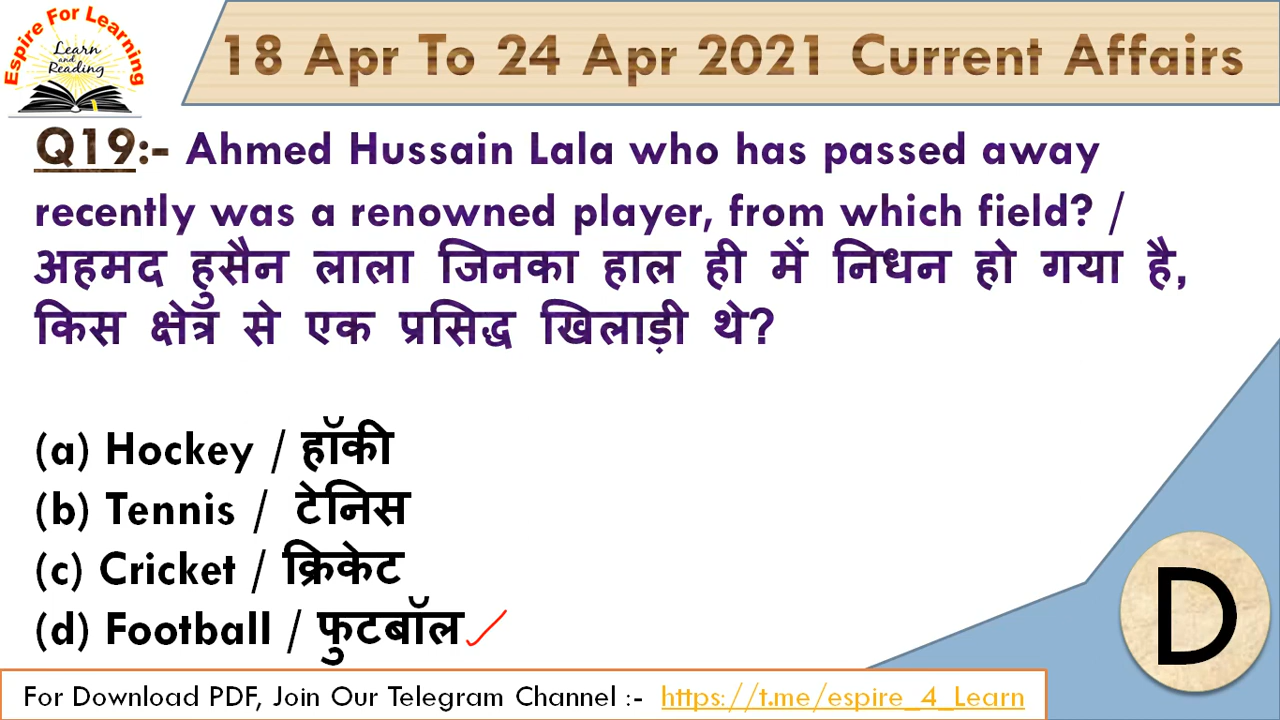 Espire For Learning
Learn
and
Reading
18 Apr To 24 Apr 2021 Current Affairs
Q19:- Ahmed Hussain Lala who has passed away
recently was a renowned player, from which field? /
अहमद हुसैन लाला जिनका हाल ही में निधन हो गया है,
किस क्षेत्र से एक प्रसिद्ध खिलाड़ी थे?
(a) Hockey / हॉकी
(b) Tennis / टेनिस
(c) Cricket / क्रिकेट
(d) Football / फुटबॉल
D
For Download PDF, Join Our Telegram Channel :- https://t.me/espire_4_Learn